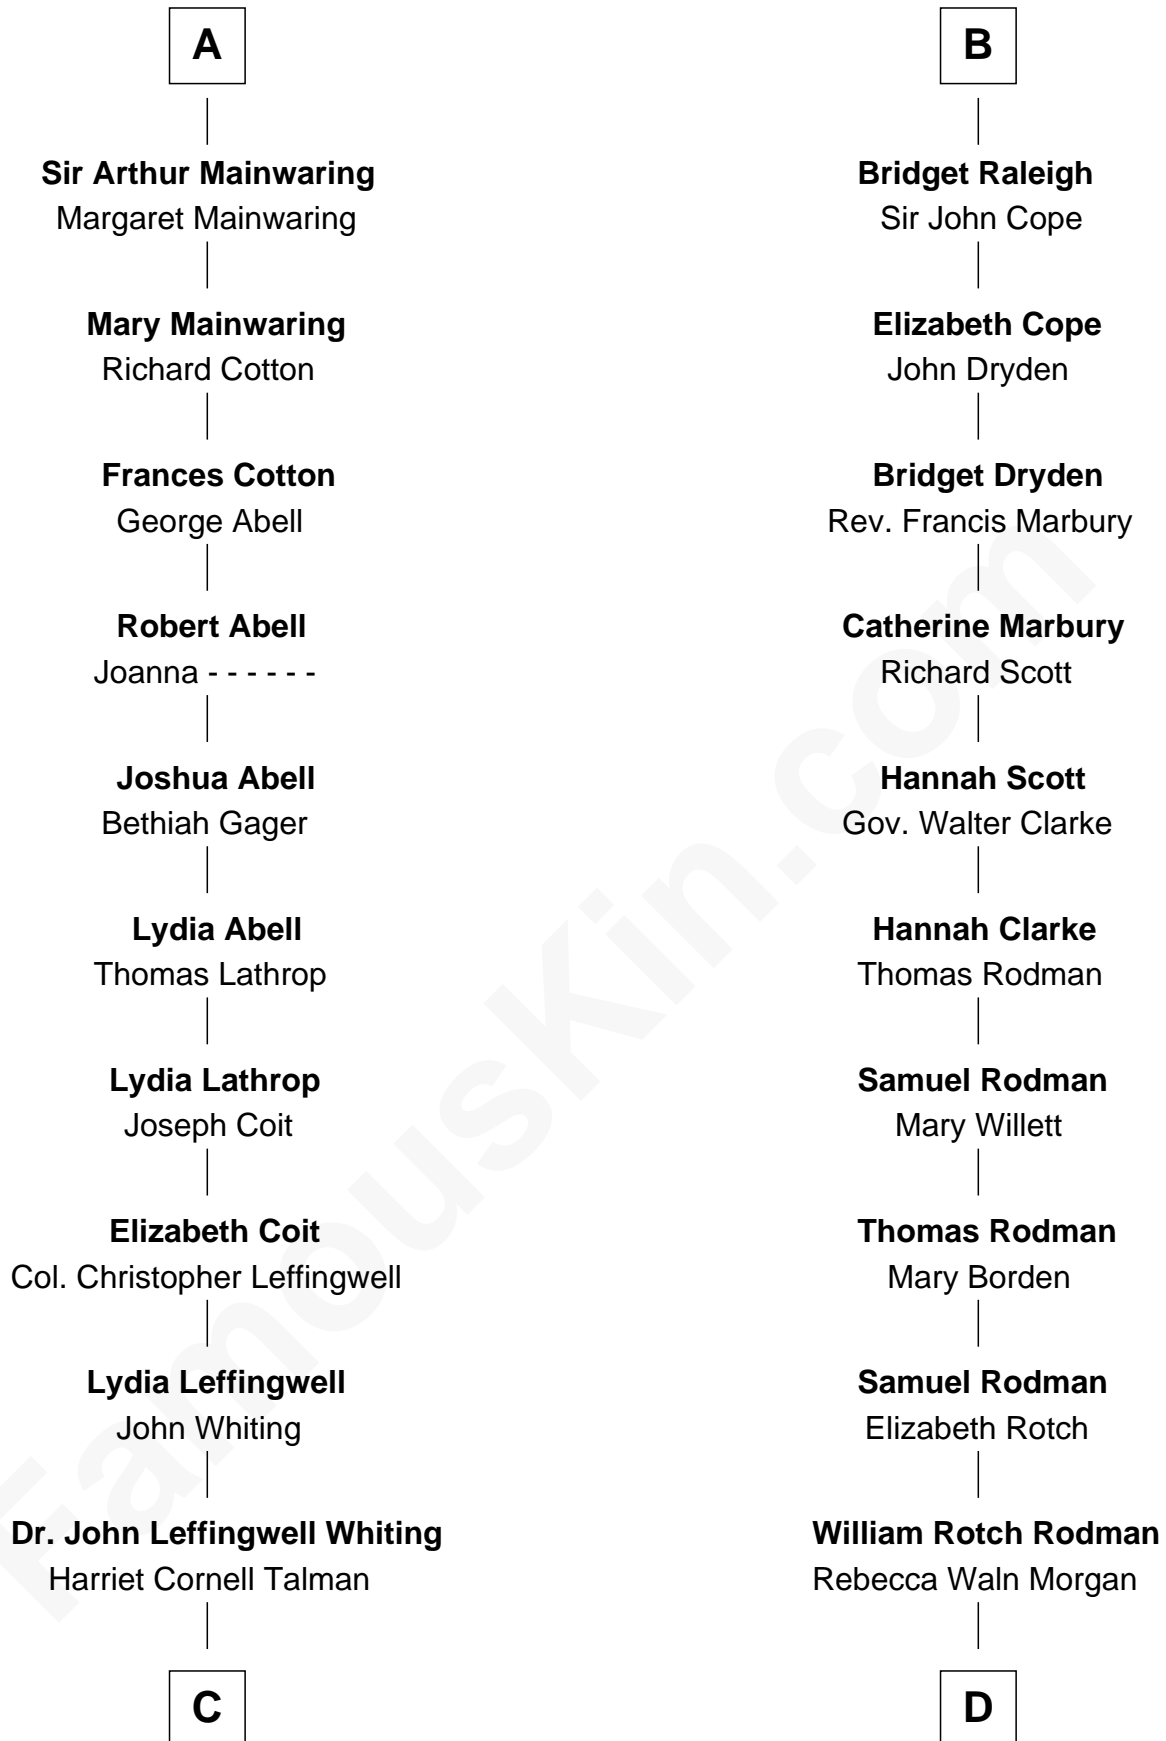 A
Sir Arthur Mainwaring
Margaret Mainwaring
Mary Mainwaring
Richard Cotton
Frances Cotton
George Abell
Robert Abell
Joanna - - - - - -
Joshua Abell
Bethiah Gager
Lydia Abell
Thomas Lathrop
Lydia Lathrop
Joseph Coit
Elizabeth Coit
Col. Christopher Leffingwell
Lydia Leffingwell
John Whiting
Dr. John Leffingwell Whiting
Harriet Cornell Talman
C
B
Bridget Raleigh
Sir John Cope
Elizabeth Cope
John Dryden
Bridget Dryden
Rev. Francis Marbury
Catherine Marbury
Richard Scott
Hannah Scott
Gov. Walter Clarke
Hannah Clarke
Thomas Rodman
Samuel Rodman
Mary Willett
Thomas Rodman
Mary Borden
Samuel Rodman
Elizabeth Rotch
William Rotch Rodman
Rebecca Waln Morgan
D
FamousKin.com